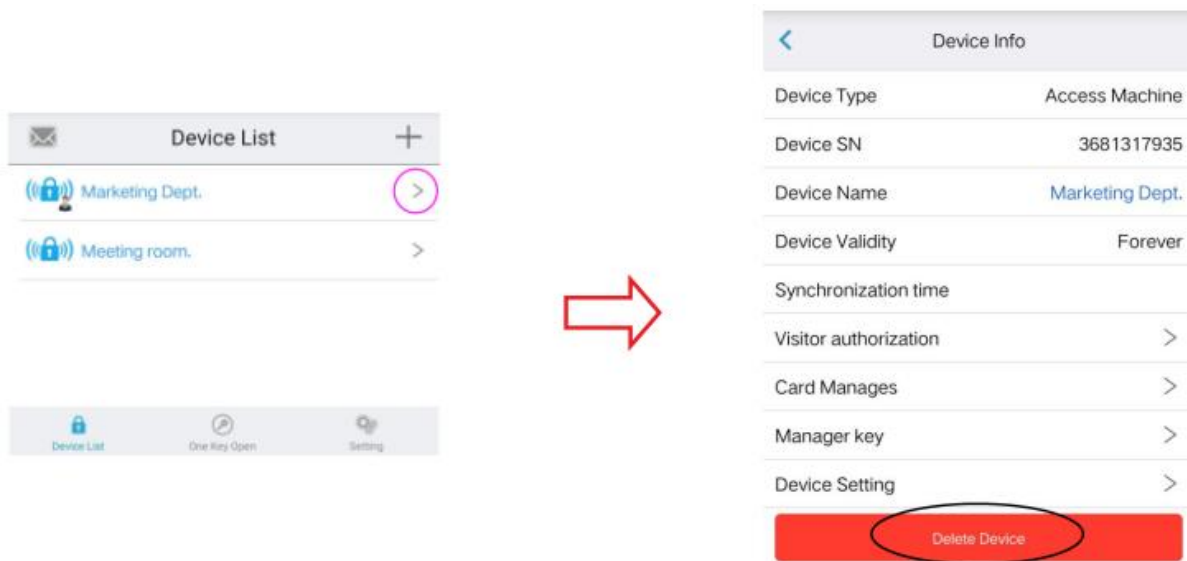 Device List
Marketing Dept.
Meeting room.
Device List
One Key Open
Setting
Device Info
Device Type Access Machine
Device SN 3681317935
Device Name Marketing Dept.
Device Validity Forever
Synchronization time
Visitor authorization
Card Manages
Manager key
Device Setting
Delete Device